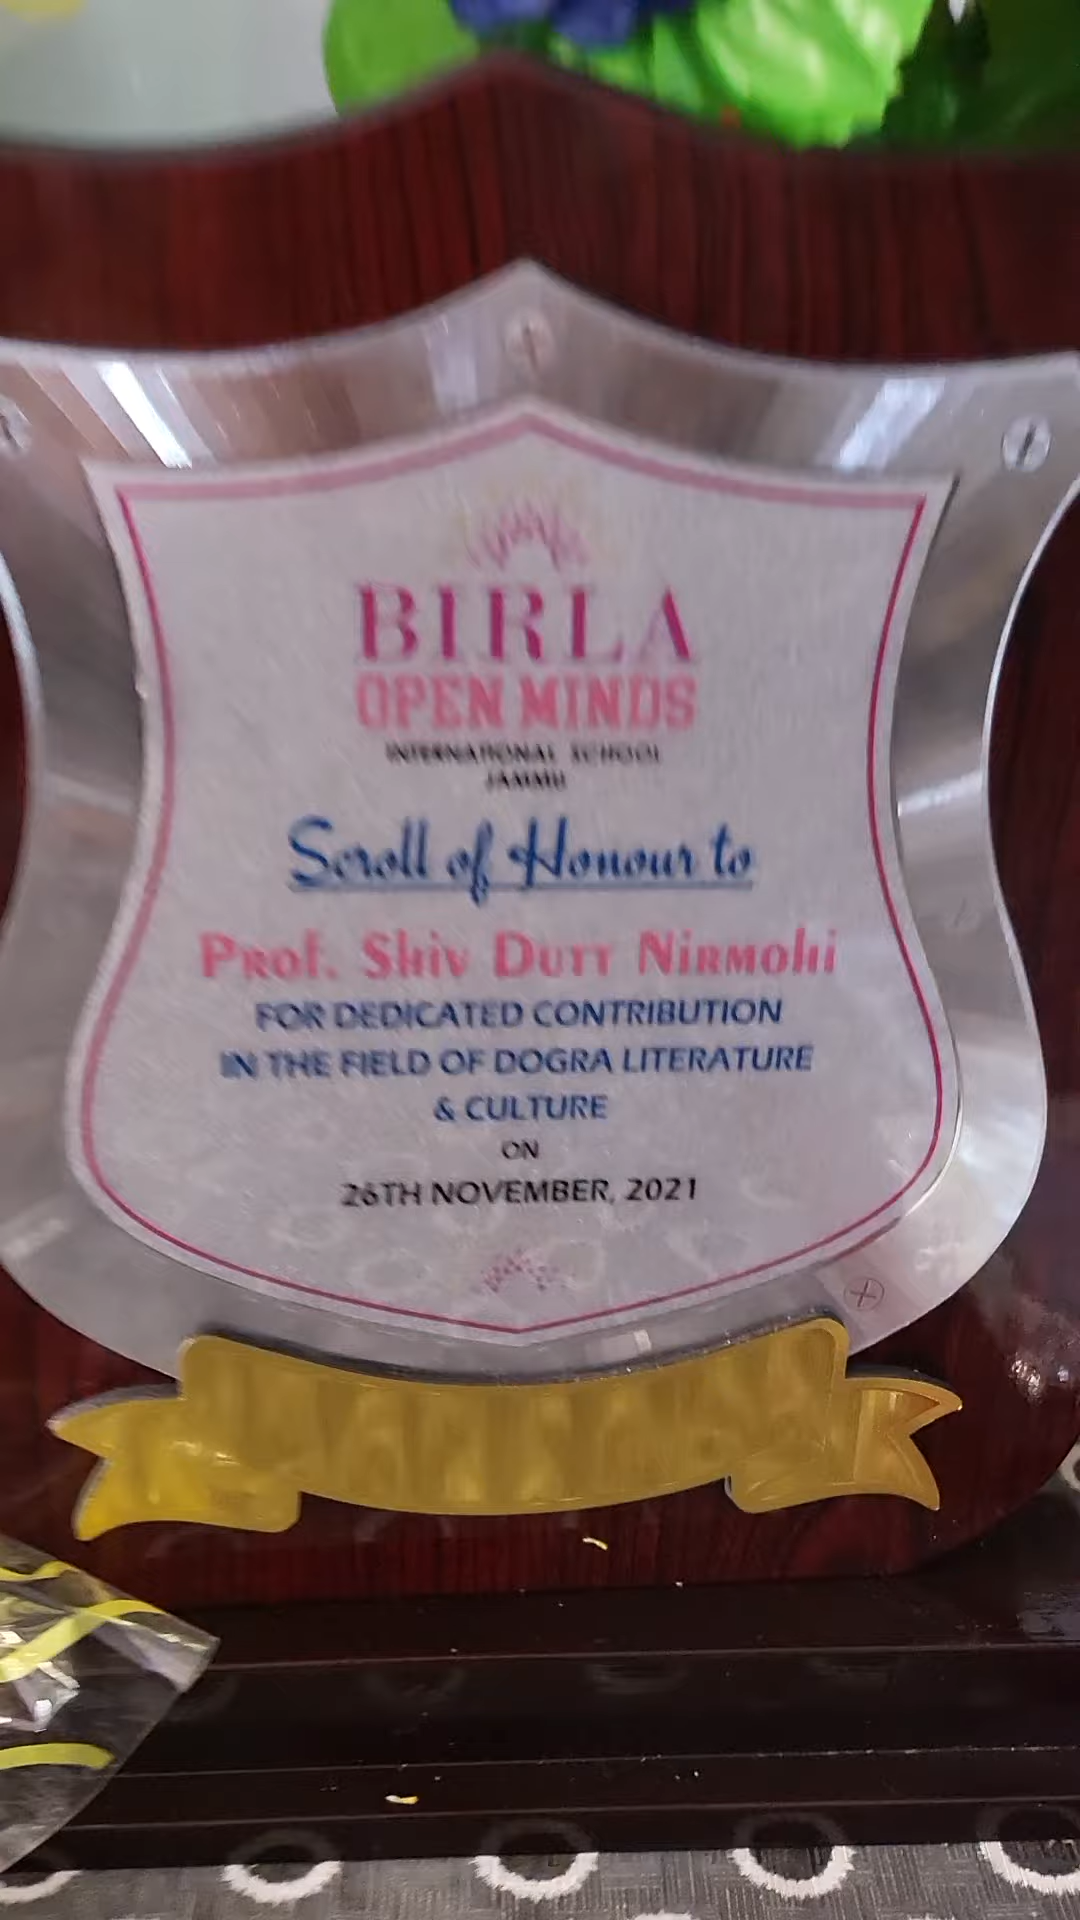 BIRLA
OPEN MINDS
INTERNATIONAL SCHOOL
JAMMU
Scroll of Honour to
Prof. Shiv Dutt Nirmohi
FOR DEDICATED CONTRIBUTION
IN THE FIELD OF DOGRA LITERATURE
& CULTURE
ON
26TH NOVEMBER, 2021